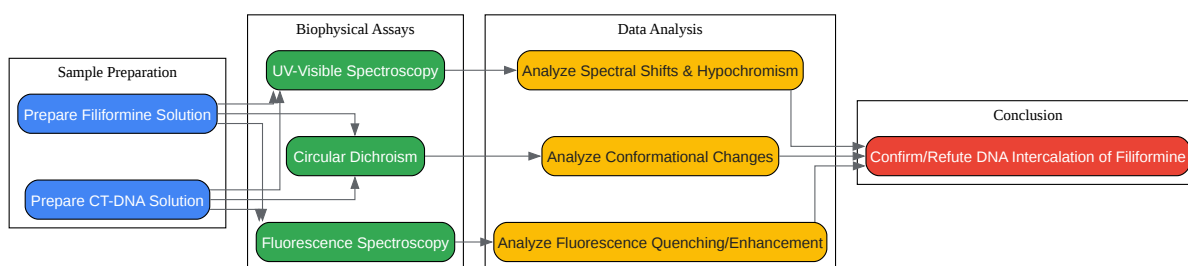 Sample Preparation
Prepare Filiformine Solution
Prepare CT-DNA Solution
Biophysical Assays
UV-Visible Spectroscopy
Circular Dichroism
Fluorescence Spectroscopy
Data Analysis
Analyze Spectral Shifts & Hypochromism
Analyze Conformational Changes
Analyze Fluorescence Quenching/Enhancement
Conclusion
Confirm/Refute DNA Intercalation of Filiformine